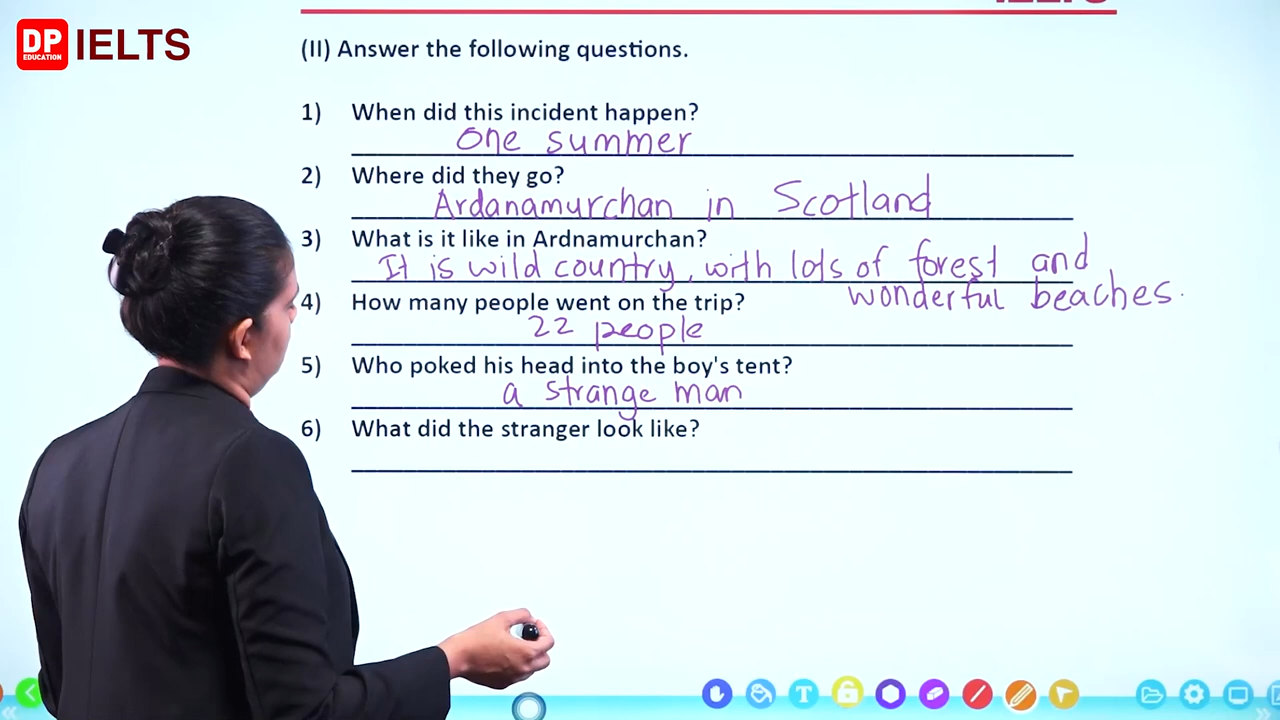 IELTS
DP
EDUCATION
IELTS
(II) Answer the following questions.
1) When did this incident happen?
One summer
2) Where did they go?
Ardanamurchan in Scotland
3) What is it like in Ardnamurchan?
It is wild country, with lots of forest and
wonderful beaches.
4) How many people went on the trip?
22 people
5) Who poked his head into the boy's tent?
a strange man
6) What did the stranger look like?
T